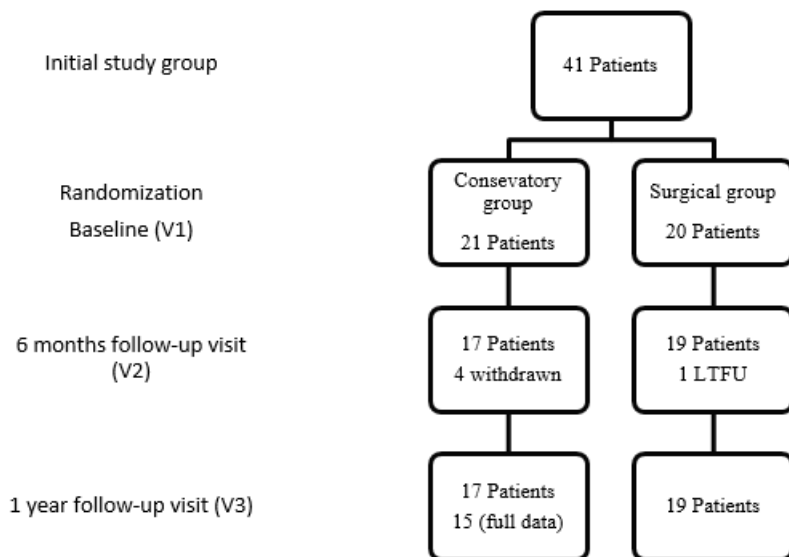 Initial study group
41 Patients
Randomization
Baseline (V1)
Consevatory
group
21 Patients
Surgical group
20 Patients
6 months follow-up visit
(V2)
17 Patients
4 withdrawn
19 Patients
1 LTFU
1 year follow-up visit (V3)
17 Patients
15 (full data)
19 Patients